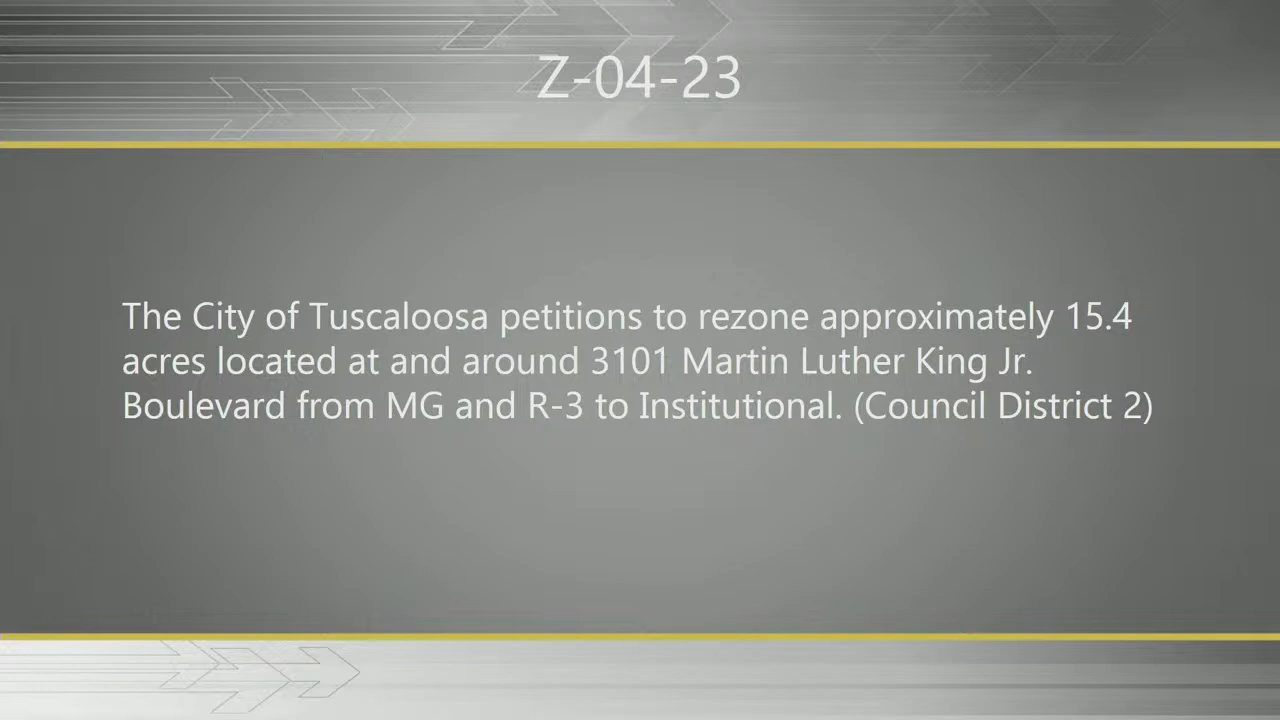 Z-04-23
The City of Tuscaloosa petitions to rezone approximately 15.4
acres located at and around 3101 Martin Luther King Jr.
Boulevard from MG and R-3 to Institutional. (Council District 2)